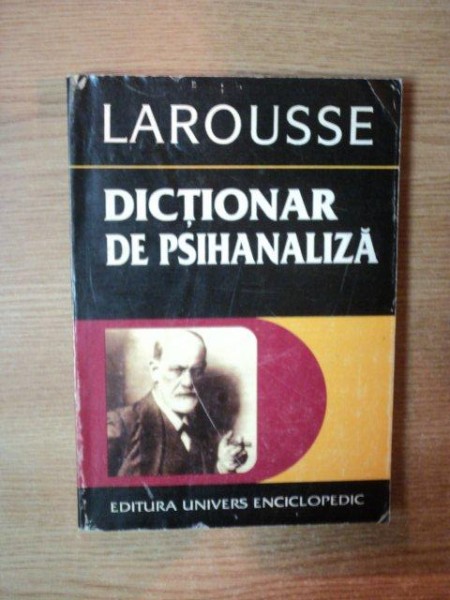 LAROUSSE
DICȚIONAR
DE PSIHANALIZĂ
EDITURA UNIVERS ENCICLOPEDIC